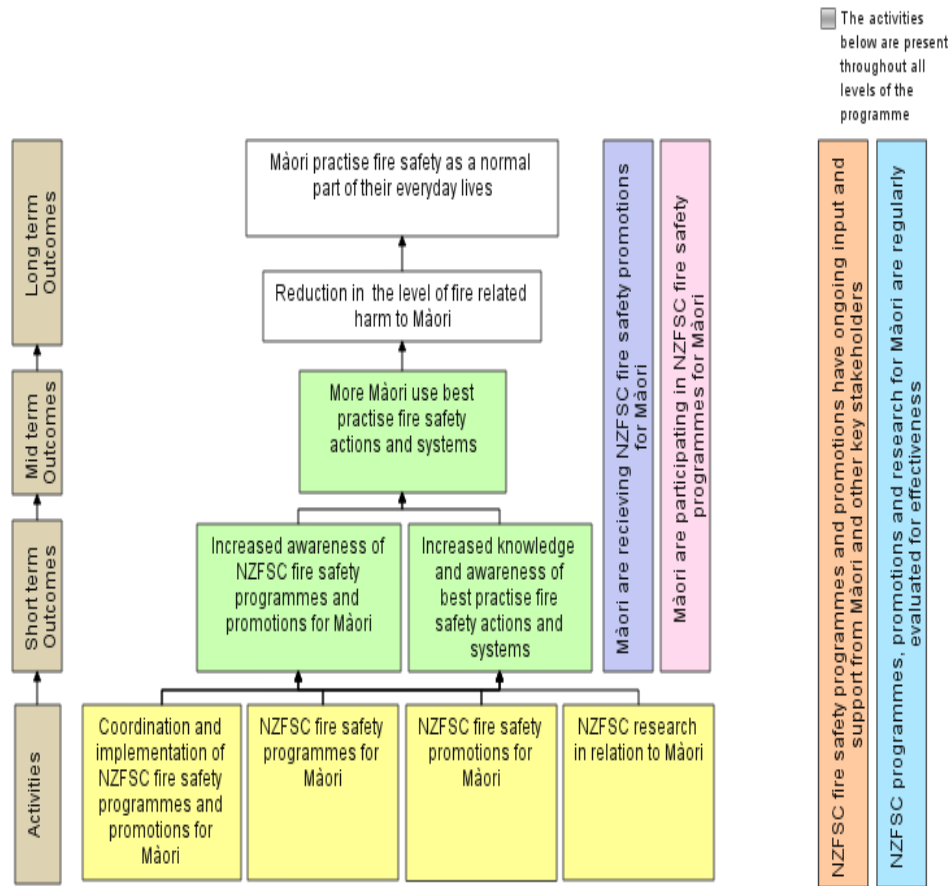 The activities
below are present
throughout all
levels of the
programme
Long term
Outcomes
Mid term
Outcomes
Short term
Outcomes
Activities
Màori practise fire safety as a normal
part of their everyday lives
Reduction in the level of fire related
harm to Màori
More Màori use best
practise fire safety
actions and systems
Increased awareness of
NZFSC fire safety
programmes and
promotions for Màori
Increased knowledge
and awareness of
best practise fire
safety actions and
systems
Coordination and
implementation of
NZFSC fire safety
programmes and
promotions for
Màori
NZFSC fire safety
programmes for
Màori
NZFSC fire safety
promotions for
Màori
NZFSC research
in relation to Màori
Màori are recieving NZFSC fire safety promotions
for Màori
Màori are participating in NZFSC fire safety
programmes for Màori
NZFSC fire safety programmes and promotions have ongoing input and
support from Màori and other key stakeholders
NZFSC programmes, promotions and research for Màori are regularly
evaluated for effectiveness